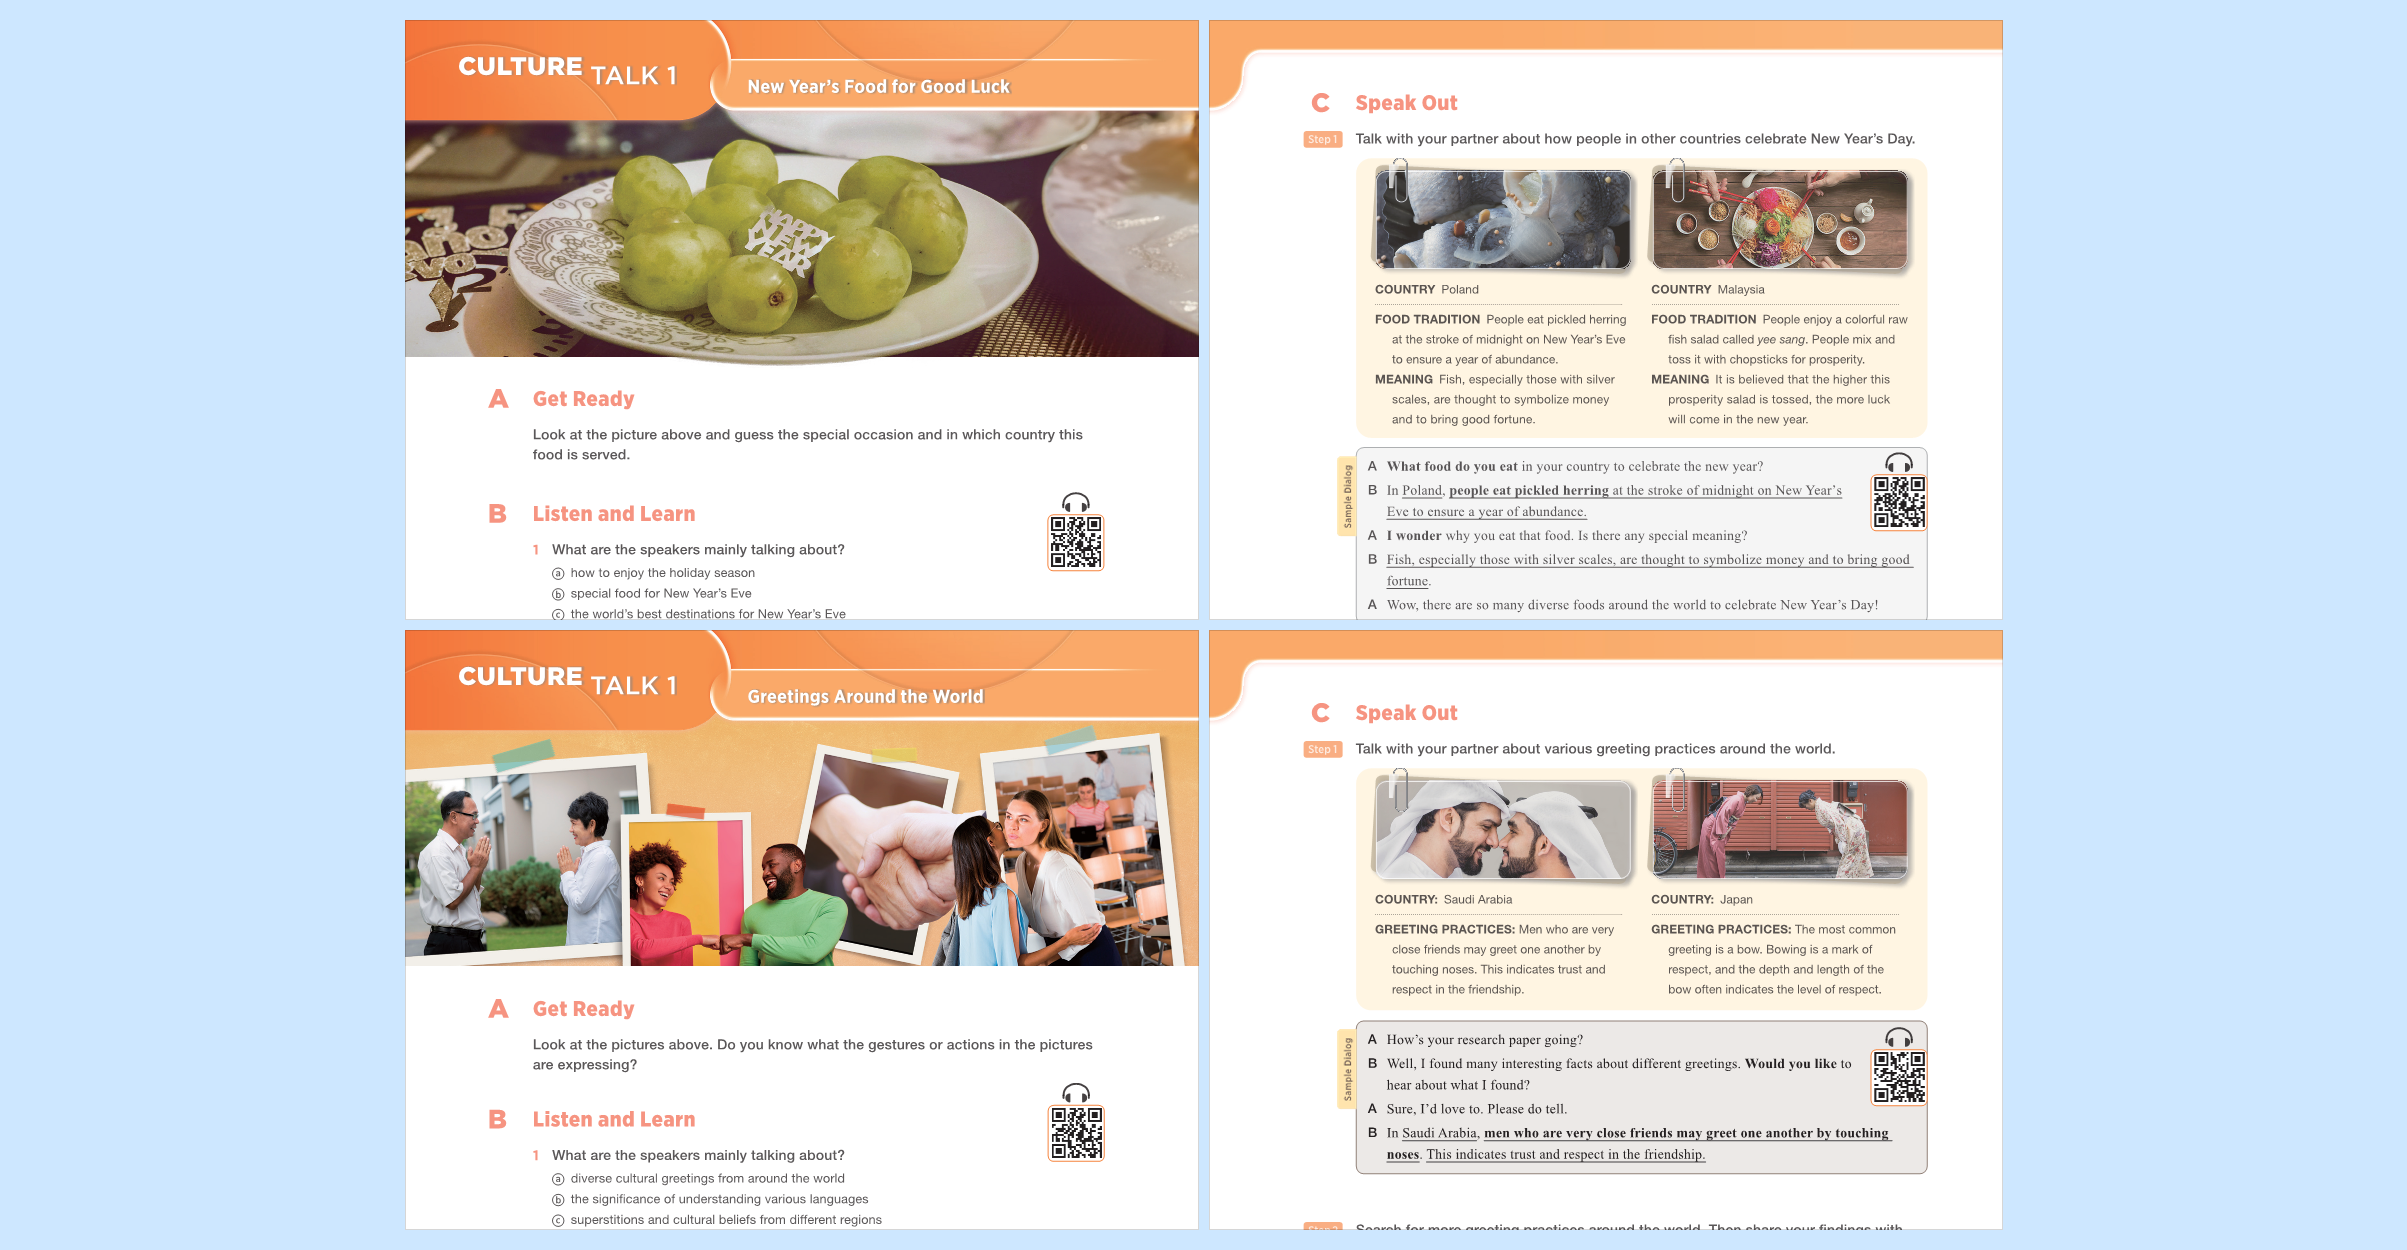 CULTURE TALK 1
New Year's Food for Good Luck
HAPPY
NEW
YEAR
A Get Ready
Look at the picture above and guess the special occasion and in which country this
food is served.
B Listen and Learn
1 What are the speakers mainly talking about?
ⓐ how to enjoy the holiday season
ⓑ special food for New Year's Eve
ⓒ the world's best destinations for New Year's Eve
C Speak Out
Step 1 Talk with your partner about how people in other countries celebrate New Year's Day.
COUNTRY Poland
FOOD TRADITION People eat pickled herring
at the stroke of midnight on New Year's Eve
to ensure a year of abundance.
MEANING Fish, especially those with silver
scales, are thought to symbolize money
and to bring good fortune.
COUNTRY Malaysia
FOOD TRADITION People enjoy a colorful raw
fish salad called yee sang. People mix and
toss it with chopsticks for prosperity.
MEANING It is believed that the higher this
prosperity salad is tossed, the more luck
will come in the new year.
Sample Dialog
A What food do you eat in your country to celebrate the new year?
B In Poland, people eat pickled herring at the stroke of midnight on New Year's
Eve to ensure a year of abundance.
A I wonder why you eat that food. Is there any special meaning?
B Fish, especially those with silver scales, are thought to symbolize money and to bring good
fortune.
A Wow, there are so many diverse foods around the world to celebrate New Year's Day!
CULTURE TALK 1
Greetings Around the World
A Get Ready
Look at the pictures above. Do you know what the gestures or actions in the pictures
are expressing?
B Listen and Learn
1 What are the speakers mainly talking about?
ⓐ diverse cultural greetings from around the world
ⓑ the significance of understanding various languages
ⓒ superstitions and cultural beliefs from different regions
C Speak Out
Step 1 Talk with your partner about various greeting practices around the world.
COUNTRY: Saudi Arabia
GREETING PRACTICES: Men who are very
close friends may greet one another by
touching noses. This indicates trust and
respect in the friendship.
COUNTRY: Japan
GREETING PRACTICES: The most common
greeting is a bow. Bowing is a mark of
respect, and the depth and length of the
bow often indicates the level of respect.
Sample Dialog
A How's your research paper going?
B Well, I found many interesting facts about different greetings. Would you like to
hear about what I found?
A Sure, I'd love to. Please do tell.
B In Saudi Arabia, men who are very close friends may greet one another by touching
noses. This indicates trust and respect in the friendship.
Step 2 Search for more greeting practices around the world. Then share your findings with